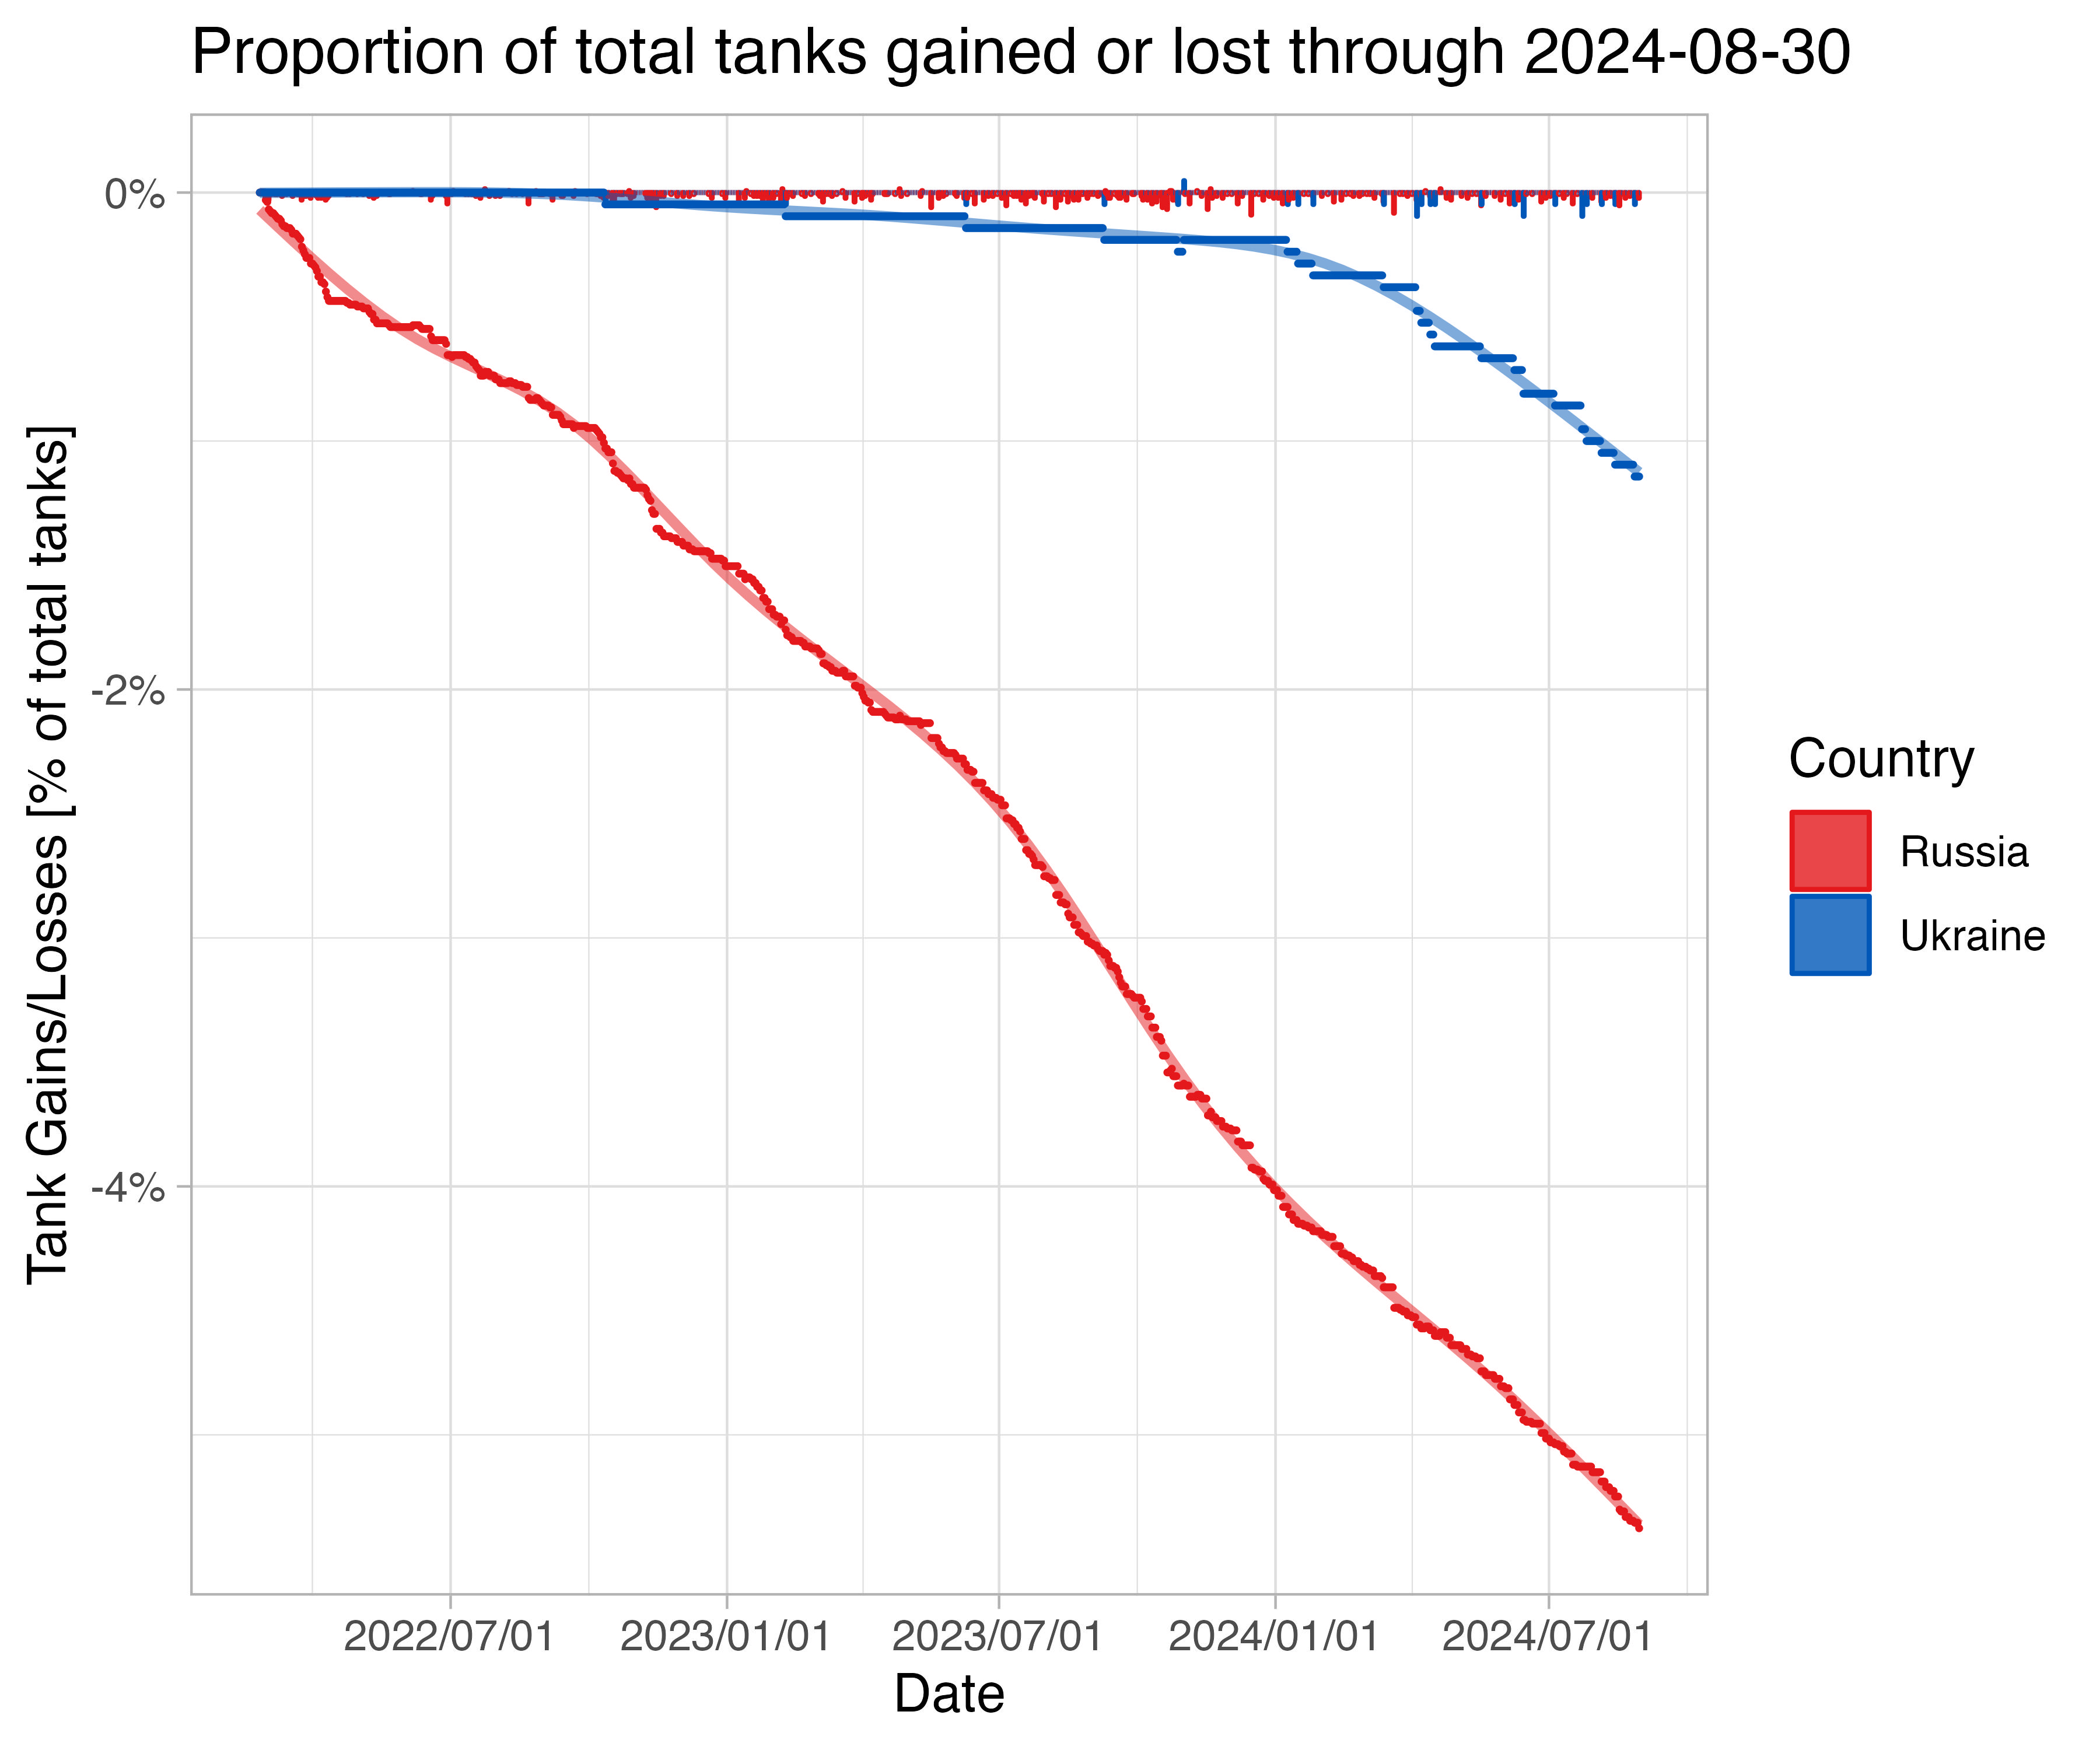 Proportion of total tanks gained or lost through 2024-08-30
Tank Gains/Losses [% of total tanks]
0%
-2%
-4%
2022/07/01
2023/01/01
2023/07/01
2024/01/01
2024/07/01
Date
Country
Russia
Ukraine